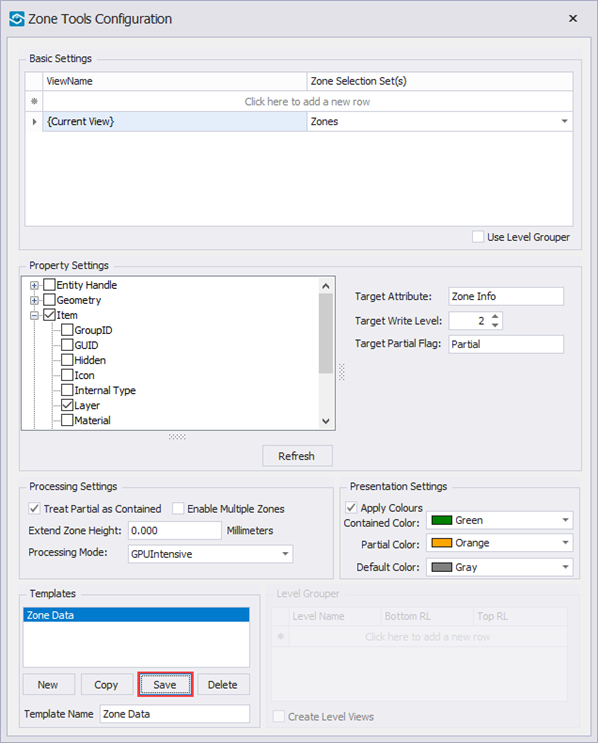 Zone Tools Configuration
Basic Settings
ViewName Zone Selection Set(s)
Click here to add a new row
{Current View} Zones
Use Level Grouper
Property Settings
Entity Handle
Geometry
Item
GroupID
GUID
Hidden
Icon
Internal Type
Layer
Material
Target Attribute: Zone Info
Target Write Level: 2
Target Partial Flag: Partial
Refresh
Processing Settings
Treat Partial as Contained Enable Multiple Zones
Extend Zone Height: 0.000 Millimeters
Processing Mode: GPUIntensive
Presentation Settings
Apply Colours
Contained Color: Green
Partial Color: Orange
Default Color: Gray
Templates
Zone Data
New Copy Save Delete
Template Name Zone Data
Level Grouper
Level Name Bottom RL Top RL
Click here to add a new row
Create Level Views